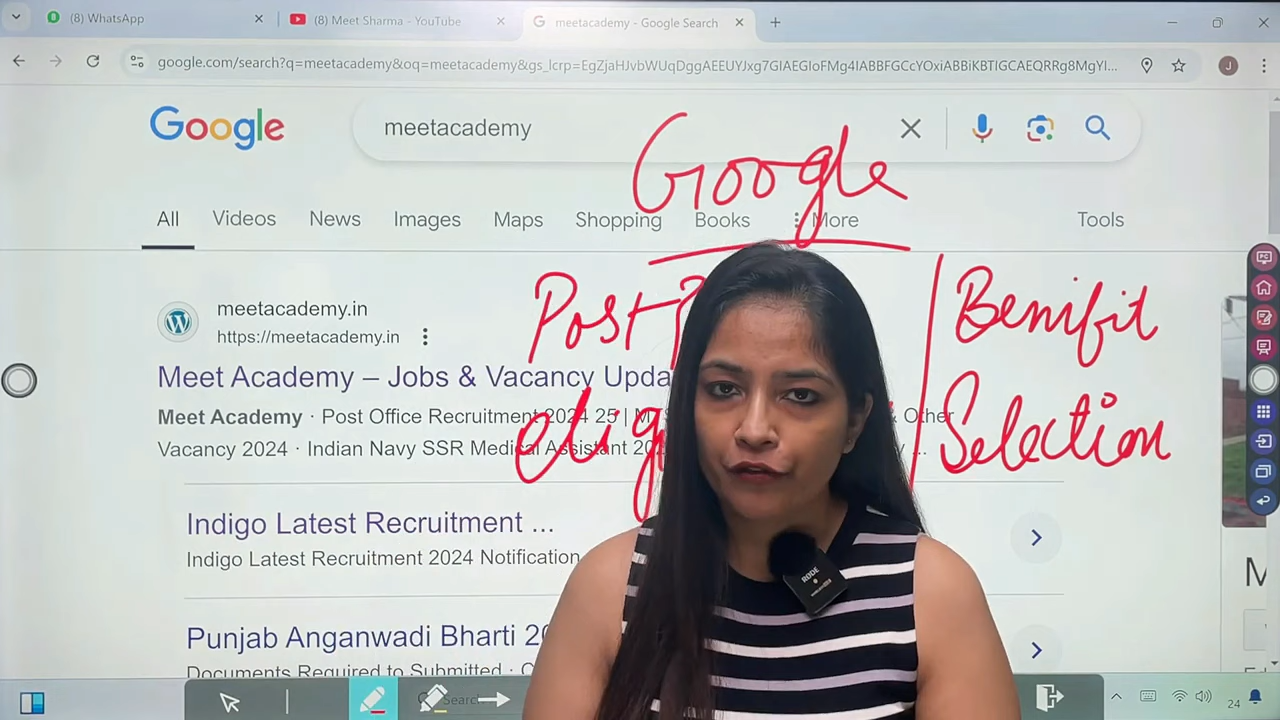 (8) WhatsApp
(8) Meet Sharma - YouTube
meetacademy - Google Search
google.com/search?q=meetacademy&oq=meetacademy&gs_lcrp=
Google
meetacademy
Google
All Videos News Images Maps Shopping Books More Tools
meetacademy.in
https://meetacademy.in
Post
Benifit
Meet Academy – Jobs & Vacancy Upda
Meet Academy · Post Office Recruitment 2024 25 | & Other
Vacancy 2024 · Indian Navy SSR Medical Assistant
Selection
Indigo Latest Recruitment ...
Indigo Latest Recruitment 2024 Notification
RODE
Punjab Anganwadi Bharti
Documents Required to Submitted ·
24